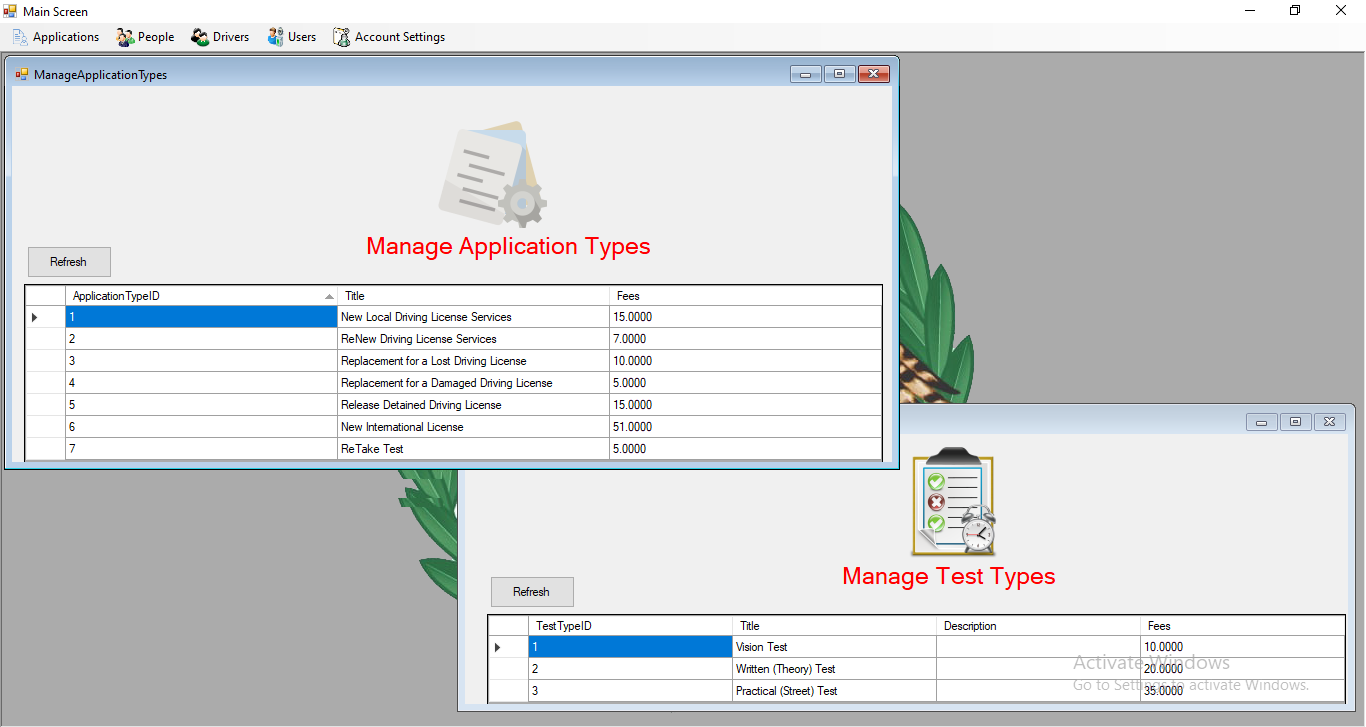 Main Screen
Applications People Drivers Users Account Settings
ManageApplicationTypes
Manage Application Types
Refresh
ApplicationTypeID Title Fees
1 New Local Driving License Services 15.0000
2 ReNew Driving License Services 7.0000
3 Replacement for a Lost Driving License 10.0000
4 Replacement for a Damaged Driving License 5.0000
5 Release Detained Driving License 15.0000
6 New International License 51.0000
7 ReTake Test 5.0000
Manage Test Types
Refresh
TestTypeID Title Description Fees
1 Vision Test 10.0000
2 Written (Theory) Test 20.0000
3 Practical (Street) Test 35.0000
Activate Windows
Go to Settings to activate Windows.